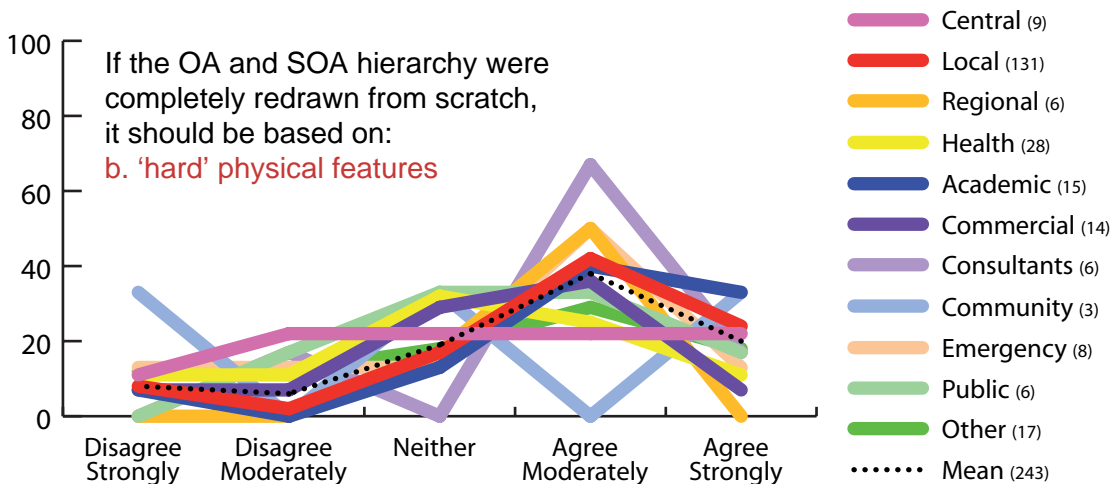 100
80
60
40
20
0
If the OA and SOA hierarchy were
completely redrawn from scratch,
it should be based on:
b. ‘hard’ physical features
Disagree
Strongly
Disagree
Moderately
Neither
Agree
Moderately
Agree
Strongly
Central (9)
Local (131)
Regional (6)
Health (28)
Academic (15)
Commercial (14)
Consultants (6)
Community (3)
Emergency (8)
Public (6)
Other (17)
Mean (243)